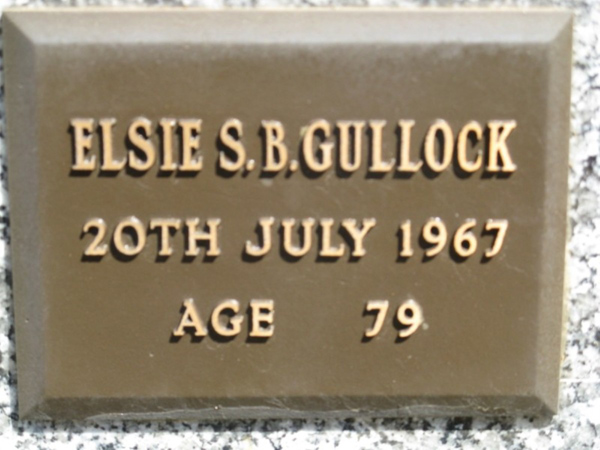 ELSIE S.B.GULLOCK
20TH JULY 1967
AGE 79